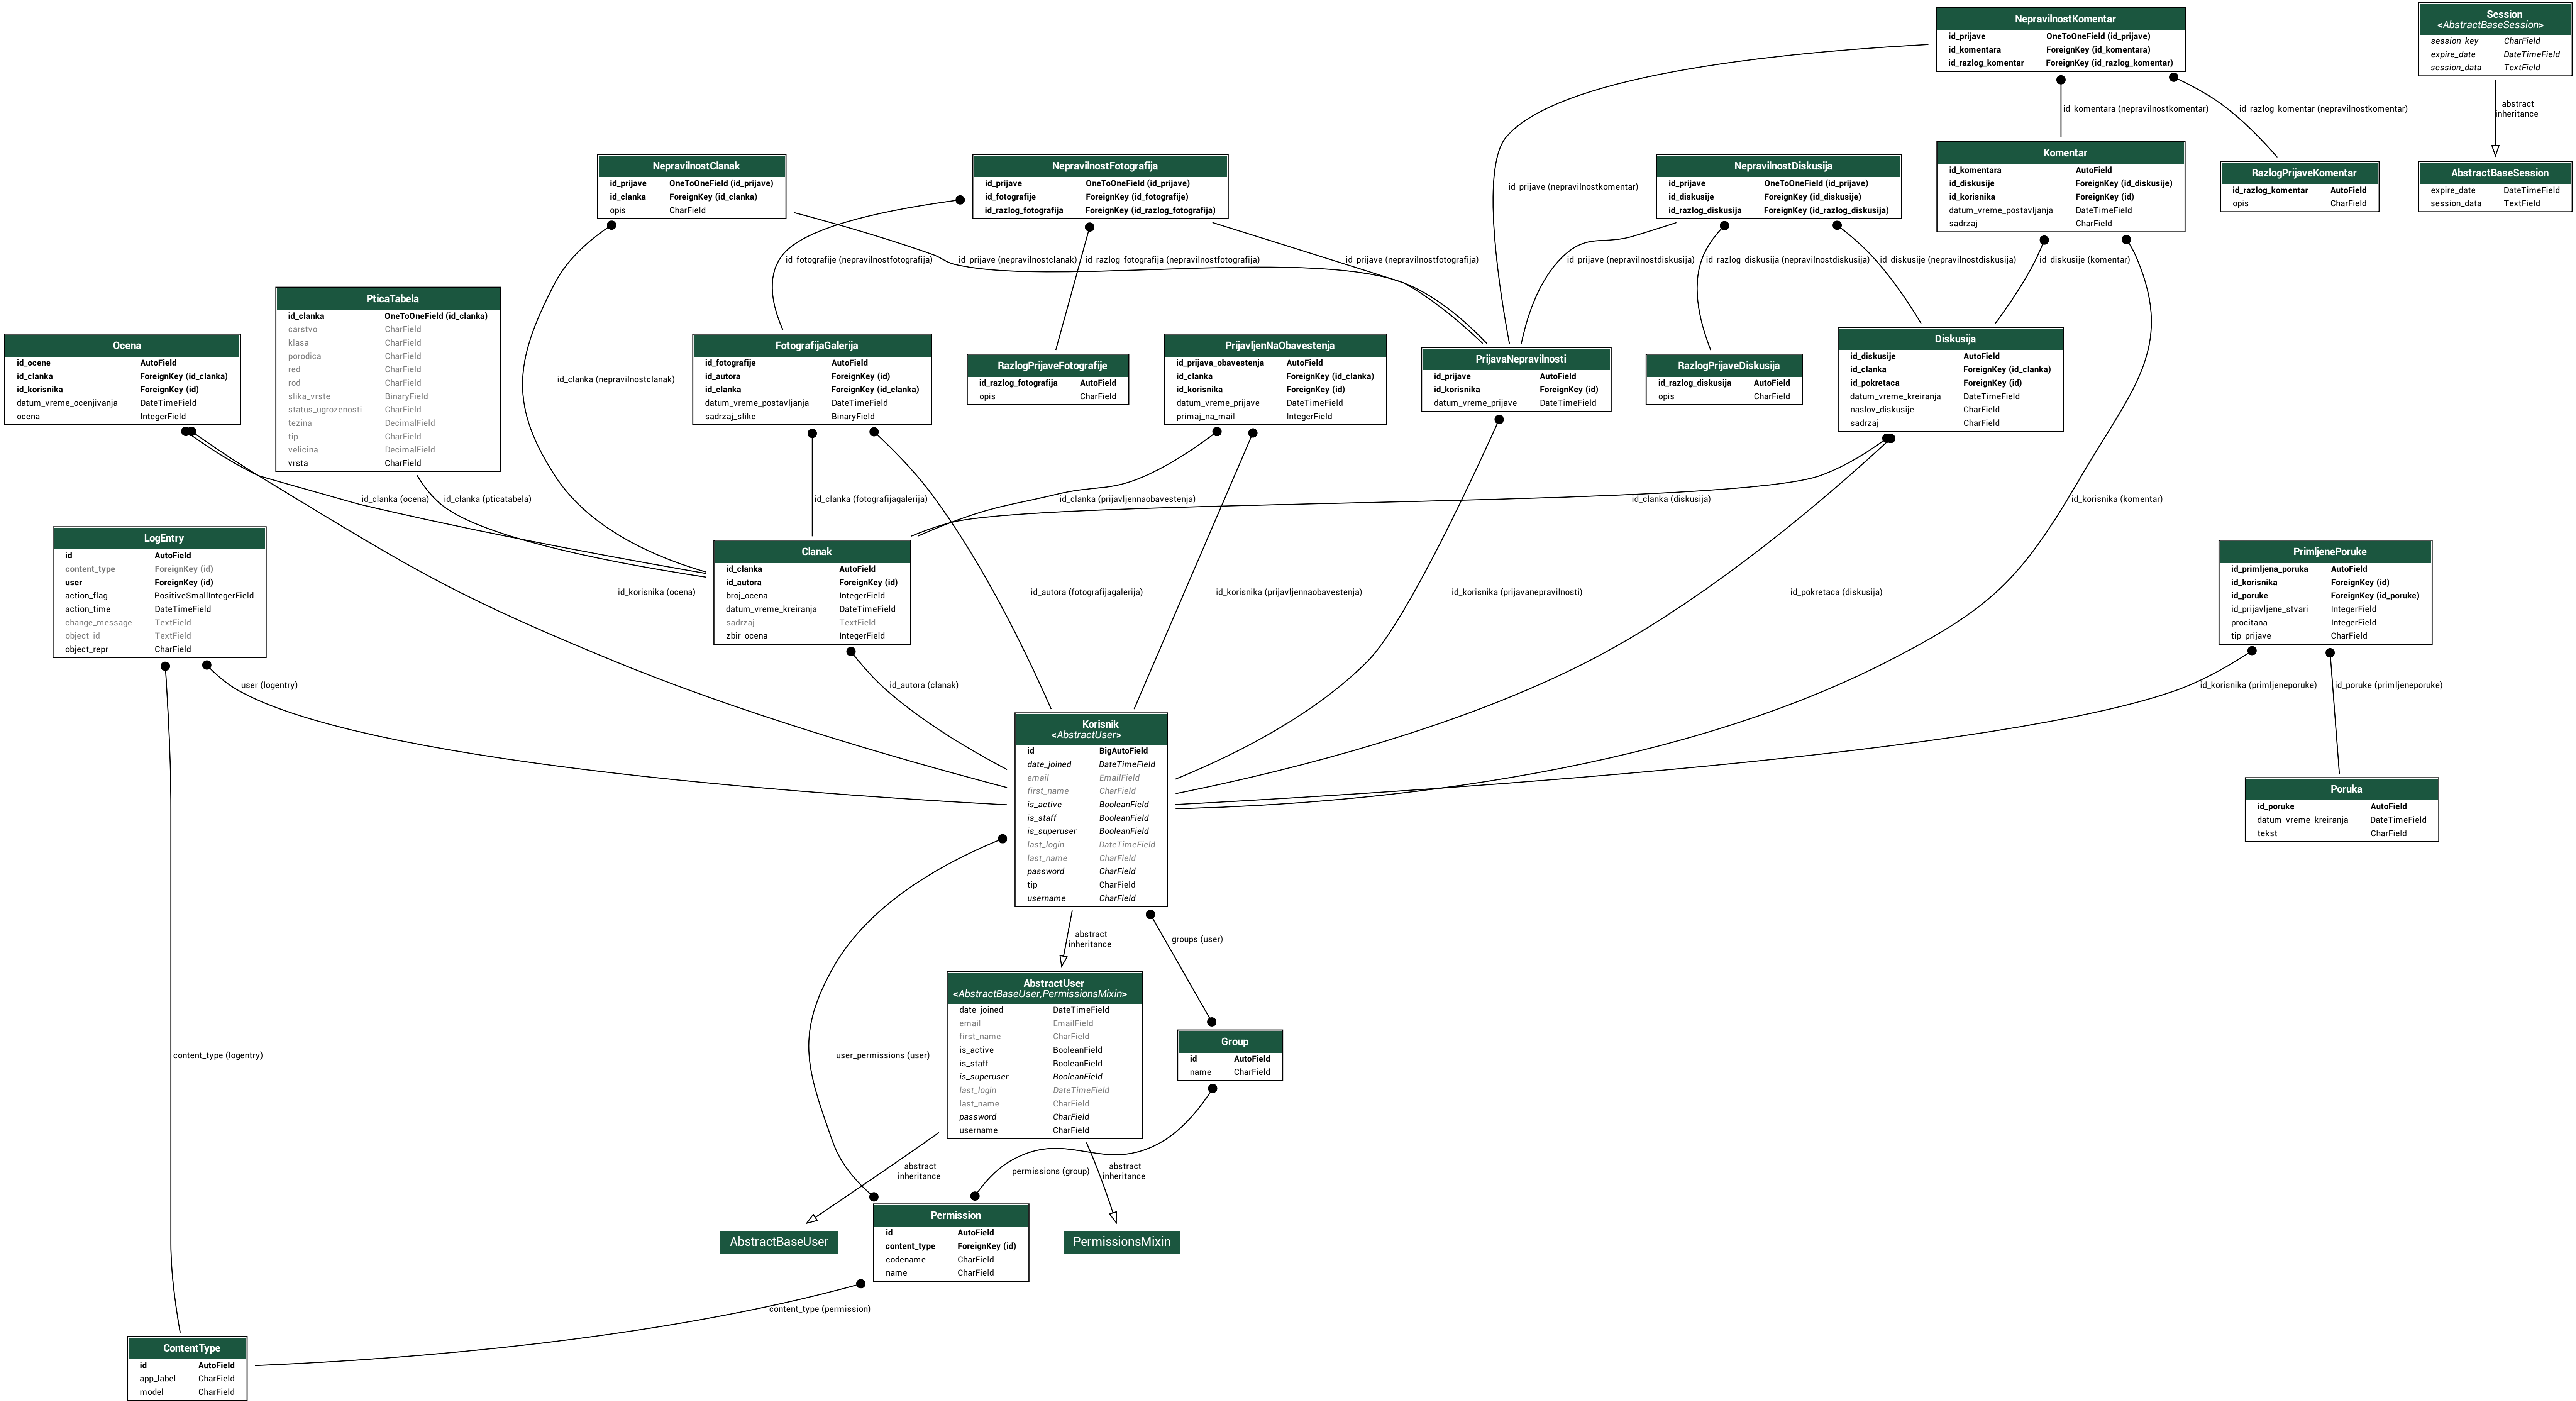 NepravilnostKomentar
id_prijave OneToOneField (id_prijave)
id_komentara ForeignKey (id_komentara)
id_razlog_komentar ForeignKey (id_razlog_komentar)
Session
<AbstractBaseSession>
session_key CharField
expire_date DateTimeField
session_data TextField
id_komentara (nepravilnostkomentar)
id_razlog_komentar (nepravilnostkomentar)
abstract
inheritance
NepravilnostClanak
id_prijave OneToOneField (id_prijave)
id_clanka ForeignKey (id_clanka)
opis CharField
NepravilnostFotografija
id_prijave OneToOneField (id_prijave)
id_fotografije ForeignKey (id_fotografije)
id_razlog_fotografija ForeignKey (id_razlog_fotografija)
id_prijave (nepravilnostkomentar)
NepravilnostDiskusija
id_prijave OneToOneField (id_prijave)
id_diskusije ForeignKey (id_diskusije)
id_razlog_diskusija ForeignKey (id_razlog_diskusija)
Komentar
id_komentara AutoField
id_diskusije ForeignKey (id_diskusije)
id_korisnika ForeignKey (id)
datum_vreme_postavljanja DateTimeField
sadrzaj CharField
RazlogPrijaveKomentar
id_razlog_komentar AutoField
opis CharField
AbstractBaseSession
expire_date DateTimeField
session_data TextField
id_fotografije (nepravilnostfotografija)
id_prijave (nepravilnostclanak)
id_razlog_fotografija (nepravilnostfotografija)
id_prijave (nepravilnostfotografija)
id_prijave (nepravilnostdiskusija)
id_razlog_diskusija (nepravilnostdiskusija)
id_diskusije (nepravilnostdiskusija)
id_diskusije (komentar)
Ocena
id_ocene AutoField
id_clanka ForeignKey (id_clanka)
id_korisnika ForeignKey (id)
datum_vreme_ocenjivanja DateTimeField
ocena IntegerField
PticaTabela
id_clanka OneToOneField (id_clanka)
carstvo CharField
klasa CharField
porodica CharField
red CharField
rod CharField
slika_vrste BinaryField
status_ugrozenosti CharField
tezina DecimalField
tip CharField
velicina DecimalField
vrsta CharField
id_clanka (nepravilnostclanak)
FotografijaGalerija
id_fotografije AutoField
id_autora ForeignKey (id)
id_clanka ForeignKey (id_clanka)
datum_vreme_postavljanja DateTimeField
sadrzaj_slike BinaryField
RazlogPrijaveFotografije
id_razlog_fotografija AutoField
opis CharField
PrijavljenNaObavestenja
id_prijava_obavestenja AutoField
id_clanka ForeignKey (id_clanka)
id_korisnika ForeignKey (id)
datum_vreme_prijave DateTimeField
primaj_na_mail IntegerField
PrijavaNepravilnosti
id_prijave AutoField
id_korisnika ForeignKey (id)
datum_vreme_prijave DateTimeField
RazlogPrijaveDiskusija
id_razlog_diskusija AutoField
opis CharField
Diskusija
id_diskusije AutoField
id_clanka ForeignKey (id_clanka)
id_pokretaca ForeignKey (id)
datum_vreme_kreiranja DateTimeField
naslov_diskusije CharField
sadrzaj CharField
id_clanka (ocena)
id_clanka (pticatabela)
id_clanka (fotografijagalerija)
id_clanka (prijavljennaobavestenja)
id_clanka (diskusija)
id_korisnika (komentar)
LogEntry
id AutoField
content_type ForeignKey (id)
user ForeignKey (id)
action_flag PositiveSmallIntegerField
action_time DateTimeField
change_message TextField
object_id TextField
object_repr CharField
id_korisnika (ocena)
Clanak
id_clanka AutoField
id_autora ForeignKey (id)
broj_ocena IntegerField
datum_vreme_kreiranja DateTimeField
sadrzaj TextField
zbir_ocena IntegerField
id_autora (fotografijagalerija)
id_korisnika (prijavljennaobavestenja)
id_korisnika (prijavanepravilnosti)
id_pokretaca (diskusija)
PrimljenePoruke
id_primljena_poruka AutoField
id_korisnika ForeignKey (id)
id_poruke ForeignKey (id_poruke)
id_prijavljene_stvari IntegerField
procitana IntegerField
tip_prijave CharField
user (logentry)
id_autora (clanak)
id_korisnika (primljeneporuke)
id_poruke (primljeneporuke)
Korisnik
<AbstractUser>
id BigAutoField
date_joined DateTimeField
email EmailField
first_name CharField
is_active BooleanField
is_staff BooleanField
is_superuser BooleanField
last_login DateTimeField
last_name CharField
password CharField
tip CharField
username CharField
Poruka
id_poruke AutoField
datum_vreme_kreiranja DateTimeField
tekst CharField
abstract
inheritance
groups (user)
AbstractUser
<AbstractBaseUser,PermissionsMixin>
date_joined DateTimeField
email EmailField
first_name CharField
is_active BooleanField
is_staff BooleanField
is_superuser BooleanField
last_login DateTimeField
last_name CharField
password CharField
username CharField
Group
id AutoField
name CharField
content_type (logentry)
user_permissions (user)
abstract
inheritance
permissions (group)
abstract
inheritance
AbstractBaseUser
Permission
id AutoField
content_type ForeignKey (id)
codename CharField
name CharField
PermissionsMixin
content_type (permission)
ContentType
id AutoField
app_label CharField
model CharField